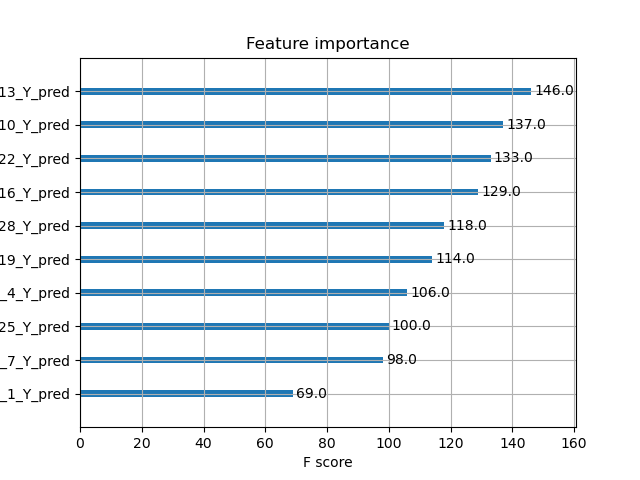 Feature importance
13_Y_pred 146.0
10_Y_pred 137.0
22_Y_pred 133.0
16_Y_pred 129.0
28_Y_pred 118.0
19_Y_pred 114.0
_4_Y_pred 106.0
25_Y_pred 100.0
_7_Y_pred 98.0
_1_Y_pred 69.0
0 20 40 60 80 100 120 140 160
F score